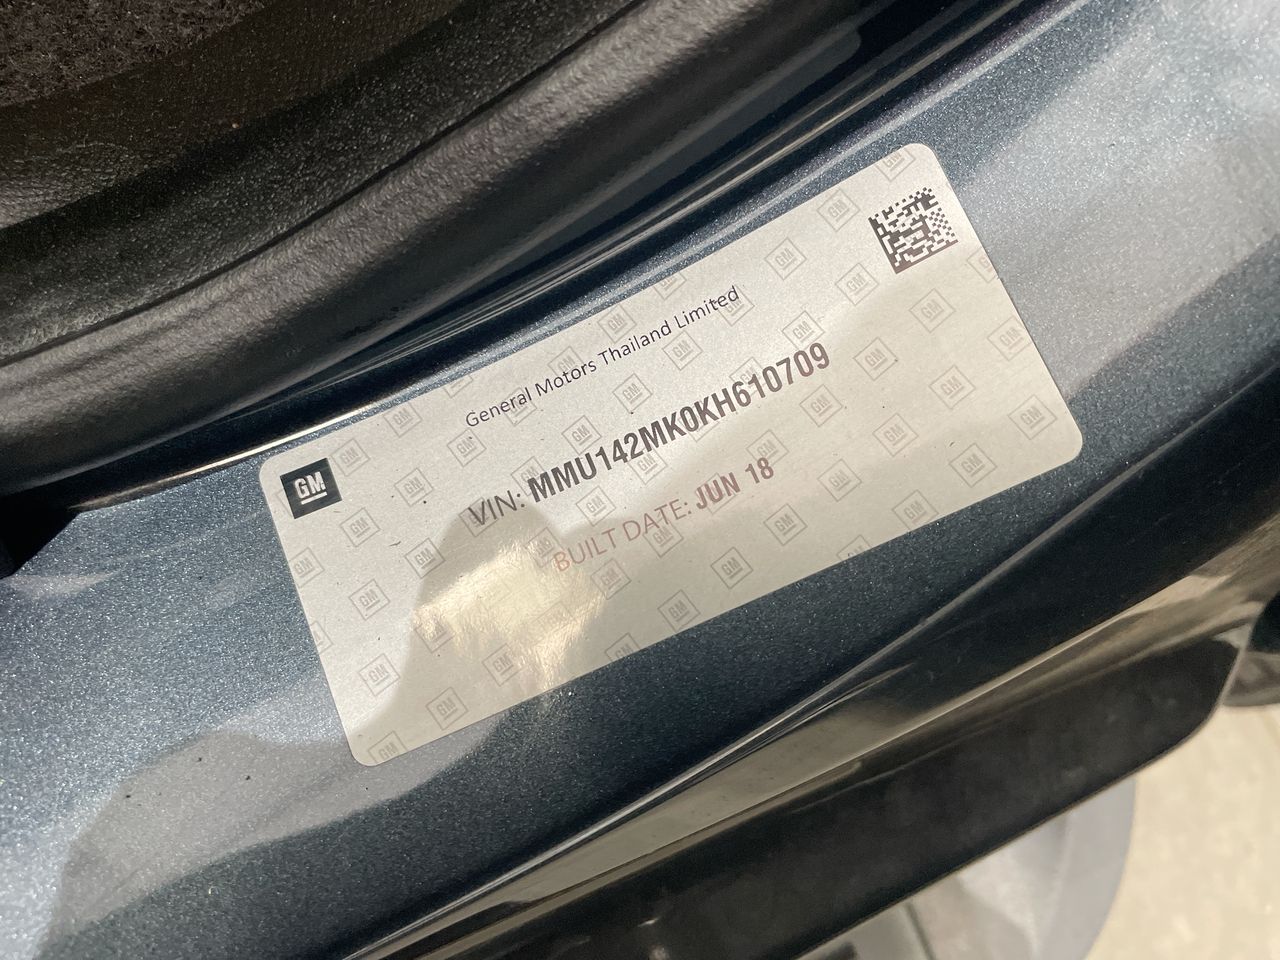 General Motors Thailand Limited
GM
VIN: MMU142MK0KH610709
BUILT DATE: JUN 18